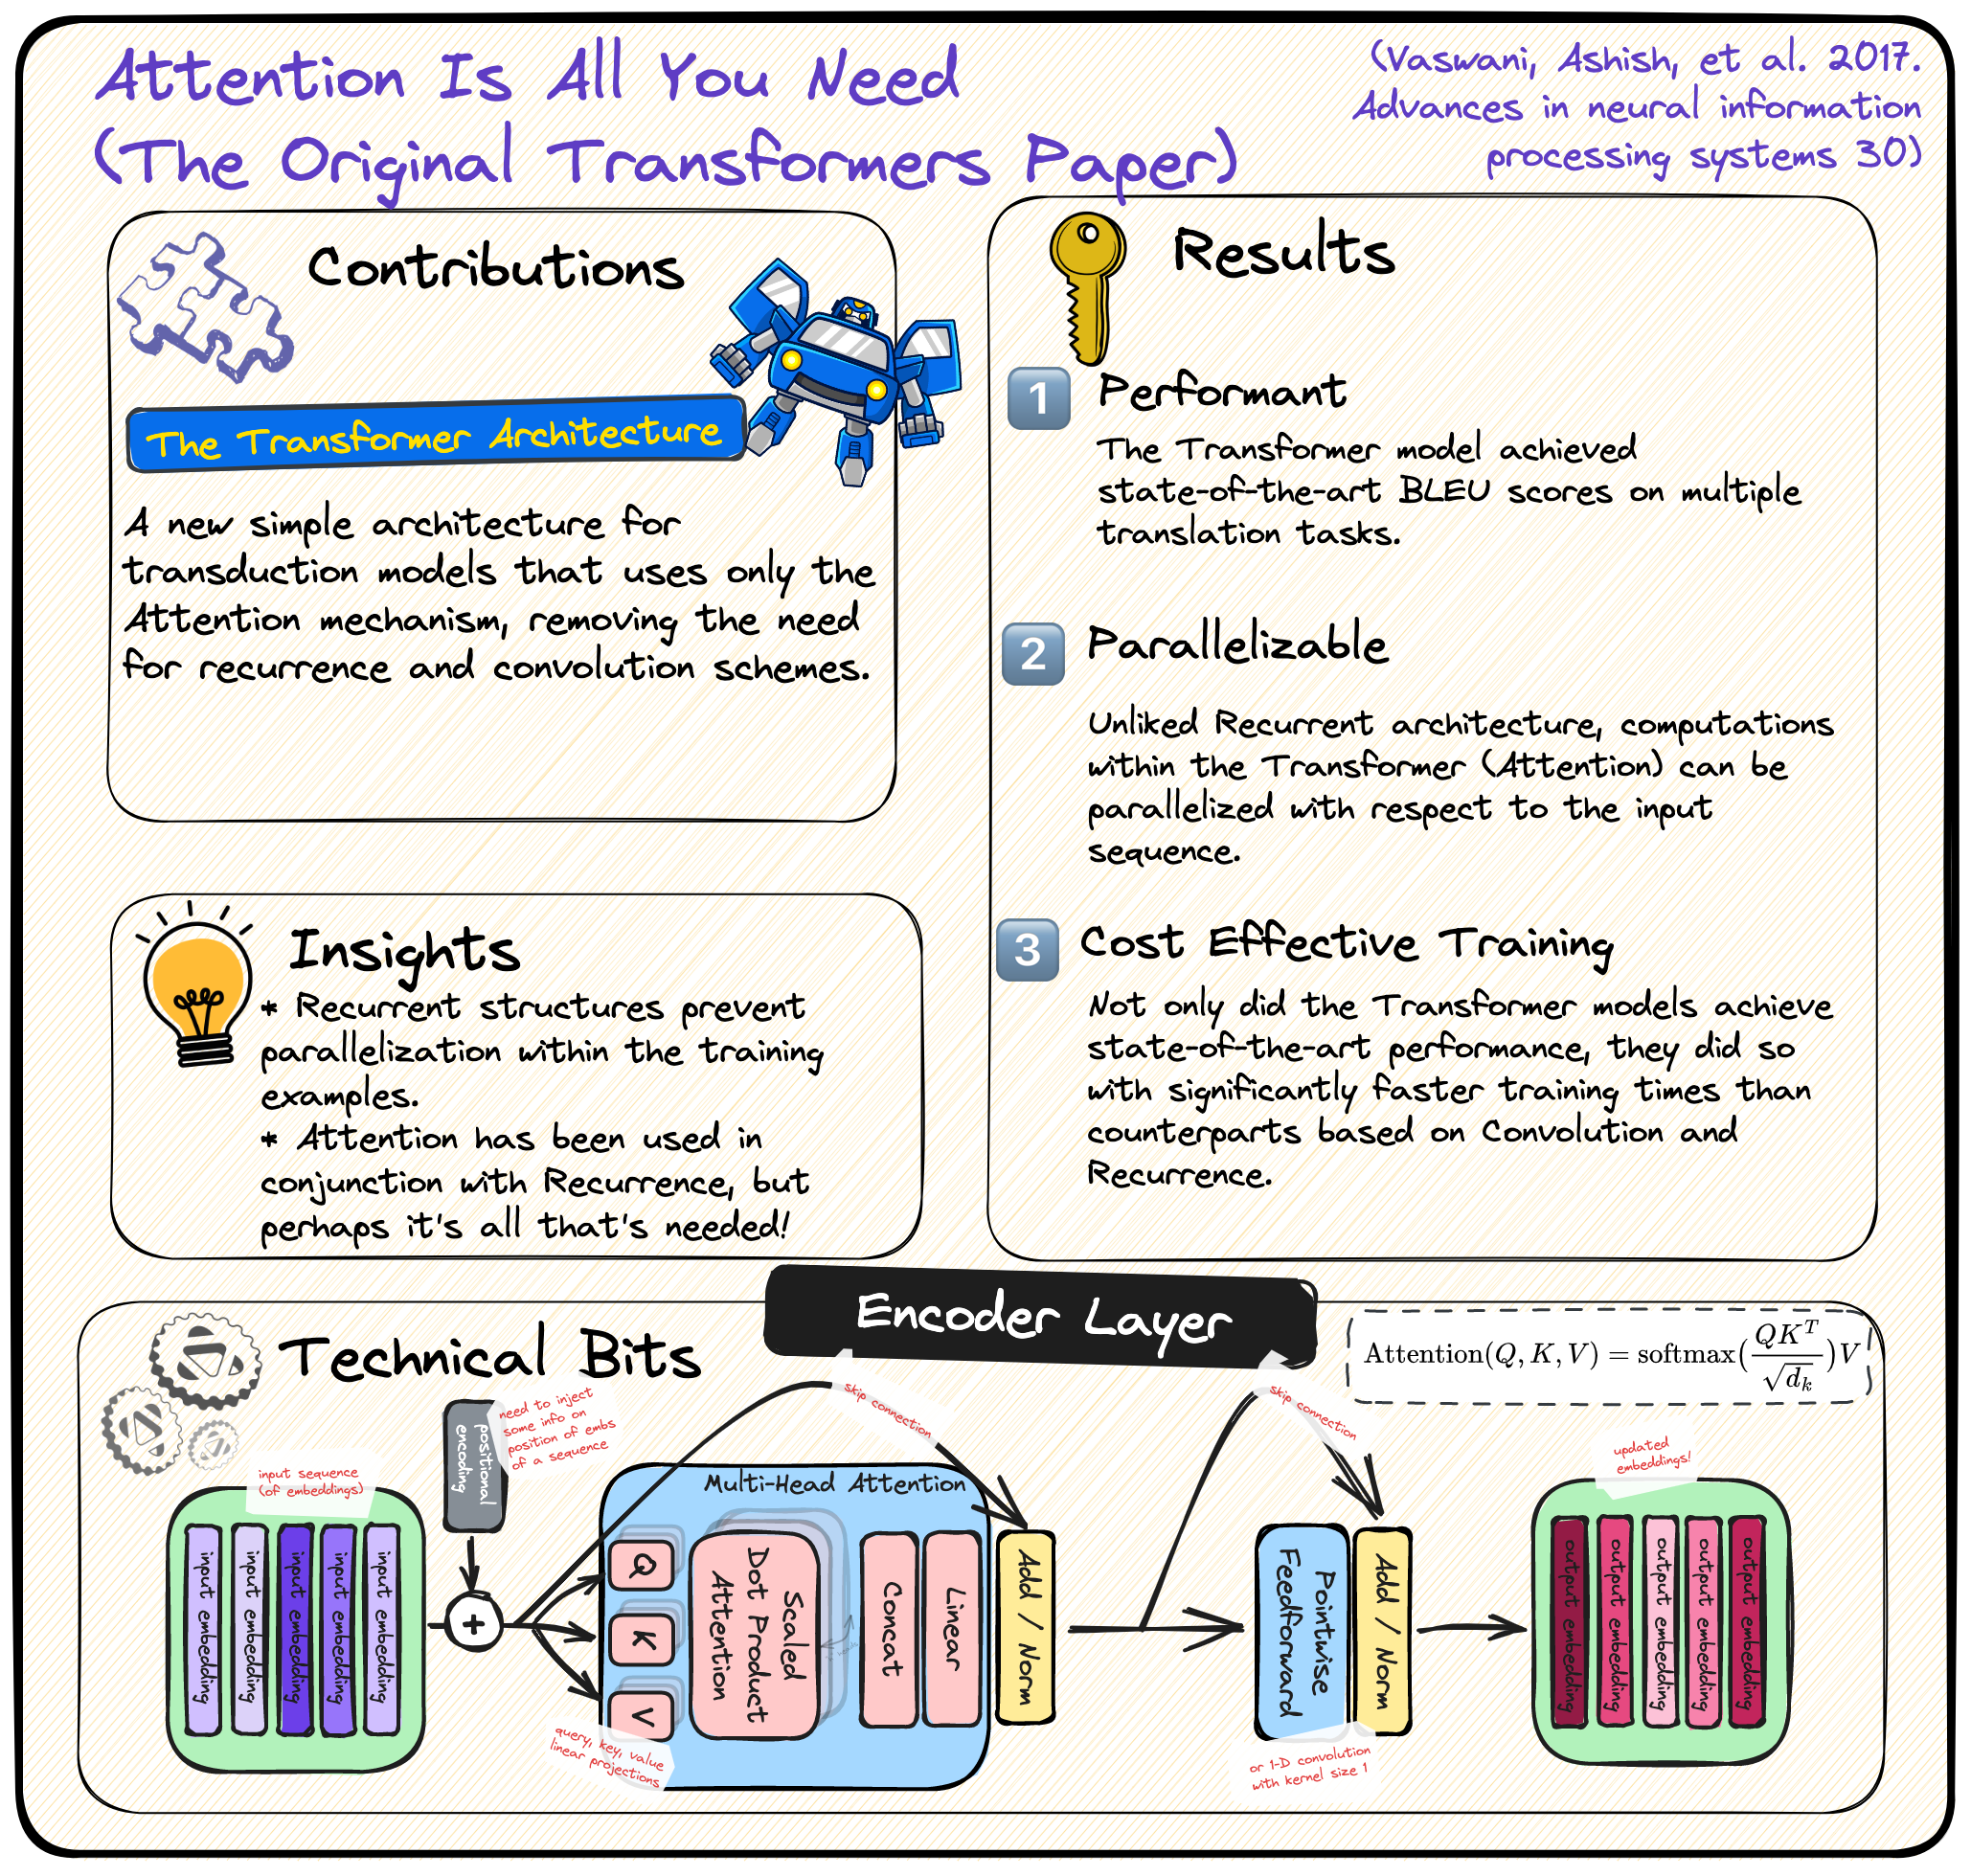 Attention Is All You Need
(The Original Transformers Paper)
(Vaswani, Ashish, et al. 2017.
Advances in neural information
processing systems 30)
Contributions
The Transformer Architecture
A new simple architecture for
transduction models that uses only the
Attention mechanism, removing the need
for recurrence and convolution schemes.
Insights
* Recurrent structures prevent
parallelization within the training
examples.
* Attention has been used in
conjunction with Recurrence, but
perhaps it's all that's needed!
Results
1 Performant
The Transformer model achieved
state-of-the-art BLEU scores on multiple
translation tasks.
2 Parallelizable
Unliked Recurrent architecture, computations
within the Transformer (Attention) can be
parallelized with respect to the input
sequence.
3 Cost Effective Training
Not only did the Transformer models achieve
state-of-the-art performance, they did so
with significantly faster training times than
counterparts based on Convolution and
Recurrence.
Encoder Layer
Technical Bits
Attention(Q, K, V) = softmax(QK^T / √d_k)V
input sequence
(of embeddings)
input embedding
input embedding
input embedding
input embedding
input embedding
positional
encoding
need to inject
some info on
position of embs
of a sequence
+
skip connection
Multi-Head Attention
Q
K
V
query, key, value
linear projections
Scaled
Dot Product
Attention
Concat
Linear
Add / Norm
skip connection
Pointwise
Feedforward
or 1-D convolution
with kernel size 1
Add / Norm
updated
embeddings!
output embedding
output embedding
output embedding
output embedding
output embedding